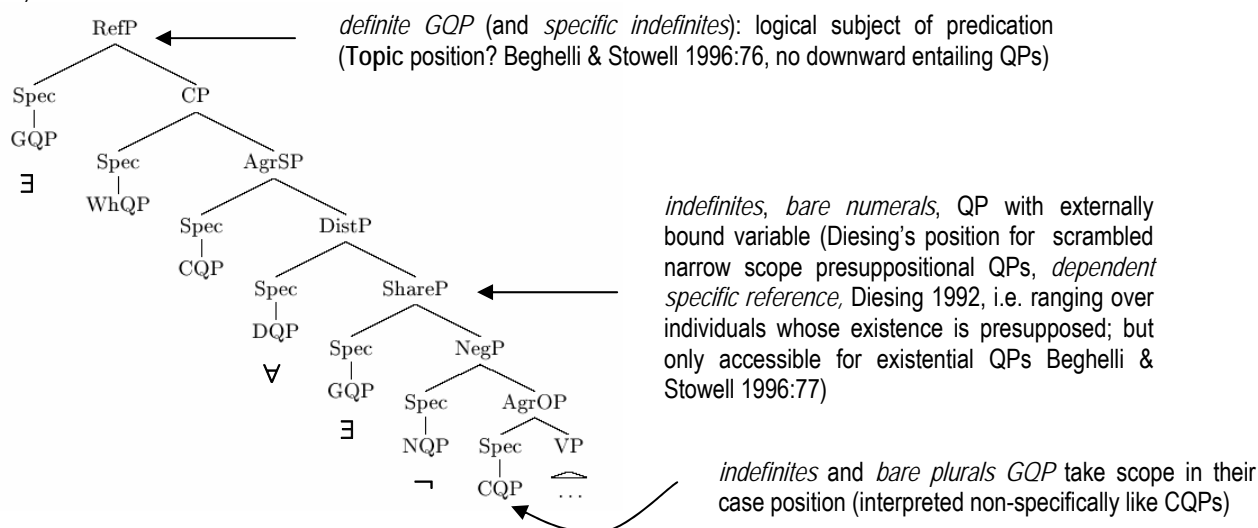 RefP
definite GQP (and specific indefinites): logical subject of predication
(Topic position? Beghelli & Stowell 1996:76, no downward entailing QPs)
Spec CP
GQP
∃
Spec AgrSP
WhQP
Spec DistP
CQP
Spec ShareP
DQP
∀
indefinites, bare numerals, QP with externally
bound variable (Diesing's position for scrambled
narrow scope presuppositional QPs, dependent
specific reference, Diesing 1992, i.e. ranging over
individuals whose existence is presupposed; but
only accessible for existential QPs Beghelli &
Stowell 1996:77)
Spec NegP
GQP
∃
Spec AgrOP
NQP
¬
Spec VP
CQP ...
indefinites and bare plurals GQP take scope in their
case position (interpreted non-specifically like CQPs)